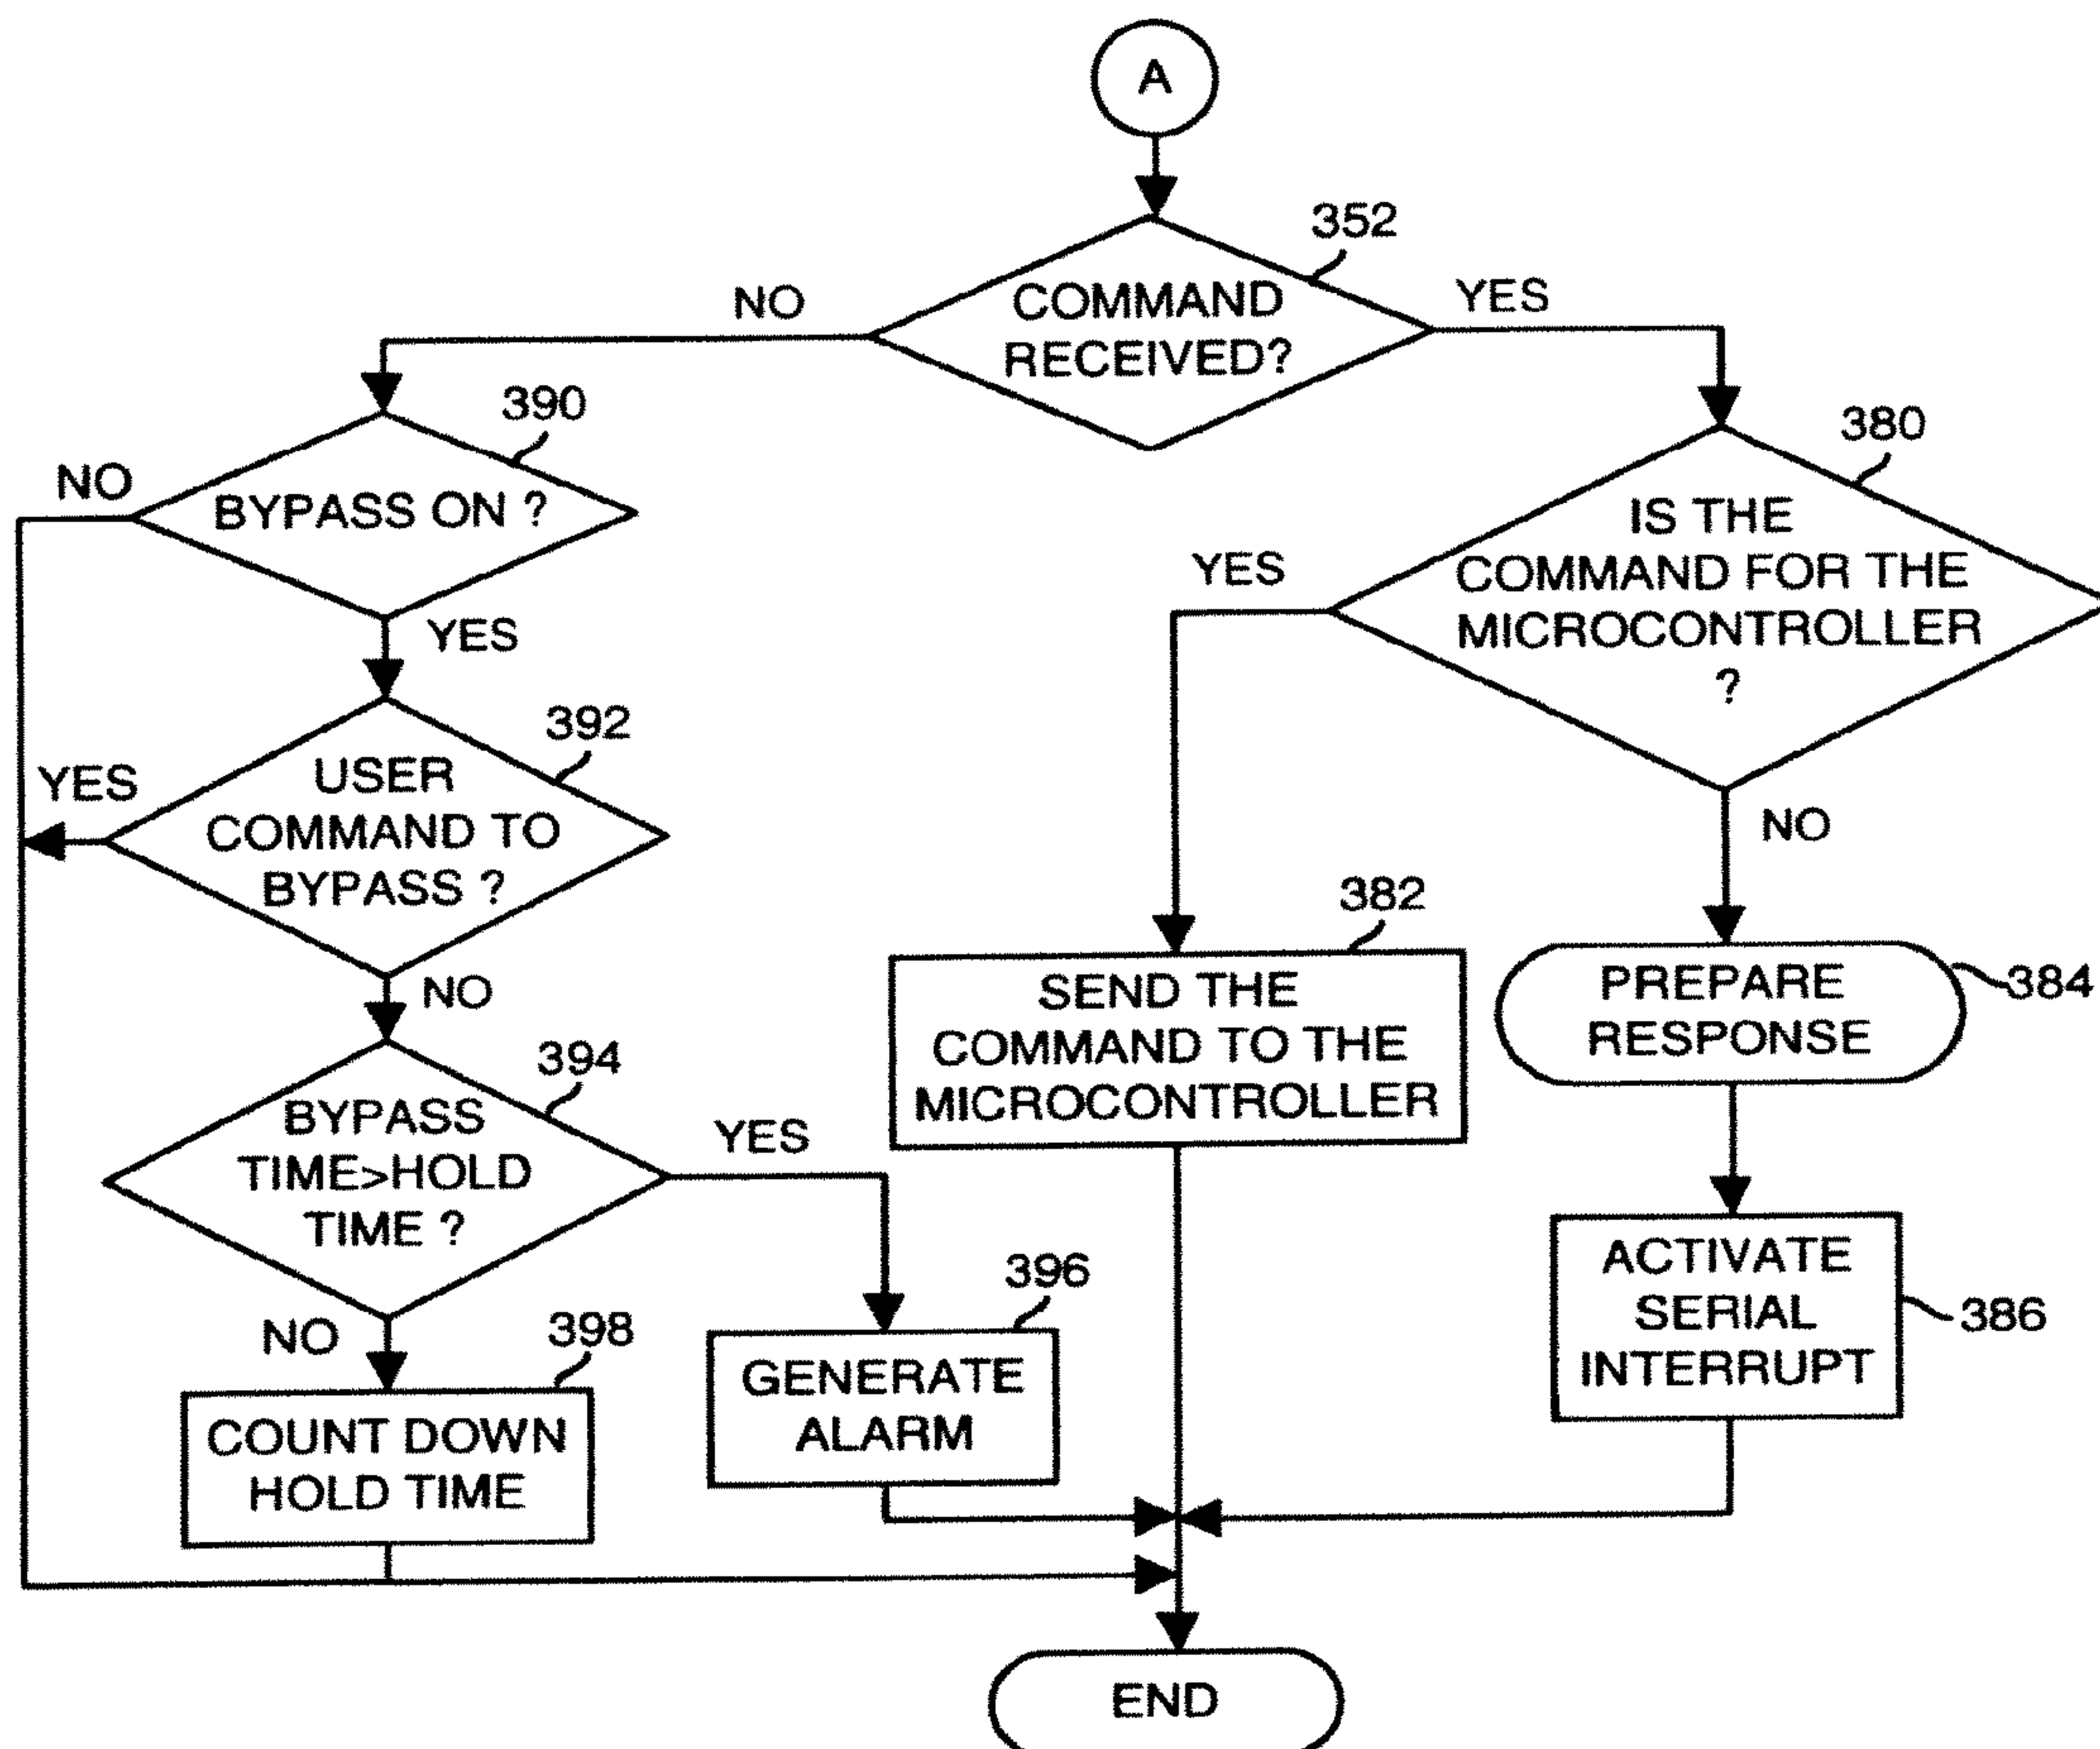 A
352
COMMAND
RECEIVED?
NO
YES
390
BYPASS ON ?
NO
YES
380
IS THE
COMMAND FOR THE
MICROCONTROLLER
?
YES
NO
392
USER
COMMAND TO
BYPASS ?
YES
NO
382
SEND THE
COMMAND TO THE
MICROCONTROLLER
PREPARE
RESPONSE
384
394
BYPASS
TIME>HOLD
TIME ?
YES
NO
396
GENERATE
ALARM
398
COUNT DOWN
HOLD TIME
ACTIVATE
SERIAL
INTERRUPT
386
END